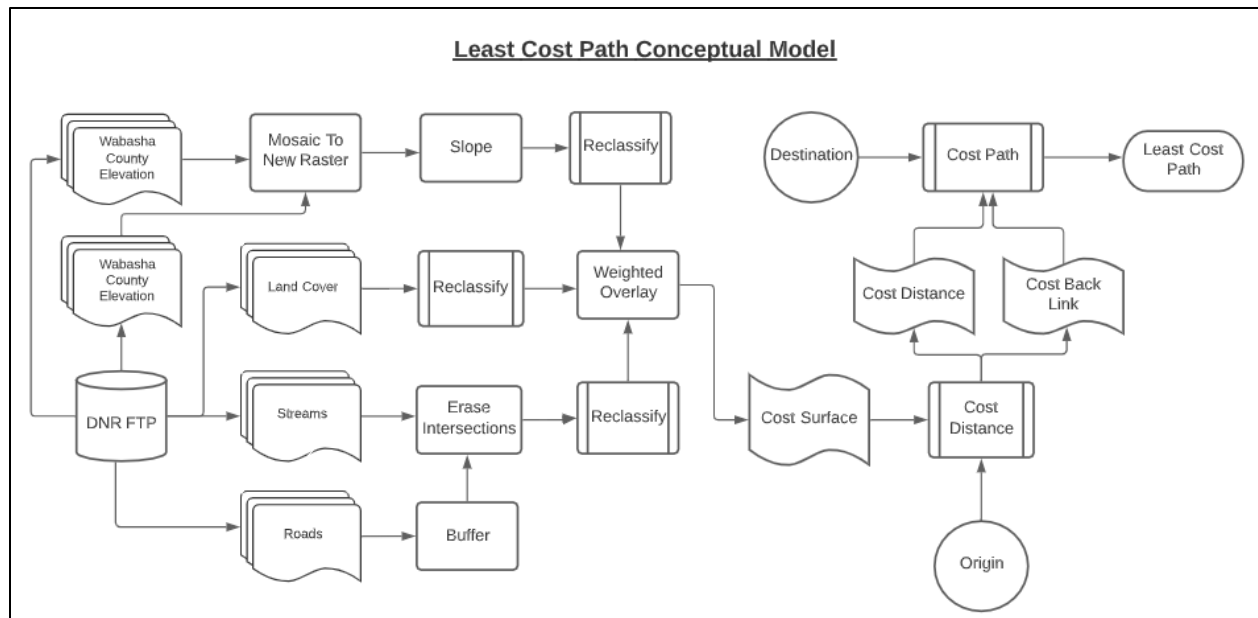 Least Cost Path Conceptual Model
Wabasha
County
Elevation
Mosaic To
New Raster
Slope
Reclassify
Destination
Cost Path
Least Cost
Path
Wabasha
County
Elevation
Land Cover
Reclassify
Weighted
Overlay
Cost Distance
Cost Back
Link
DNR FTP
Streams
Erase
Intersections
Reclassify
Cost Surface
Cost
Distance
Roads
Buffer
Origin